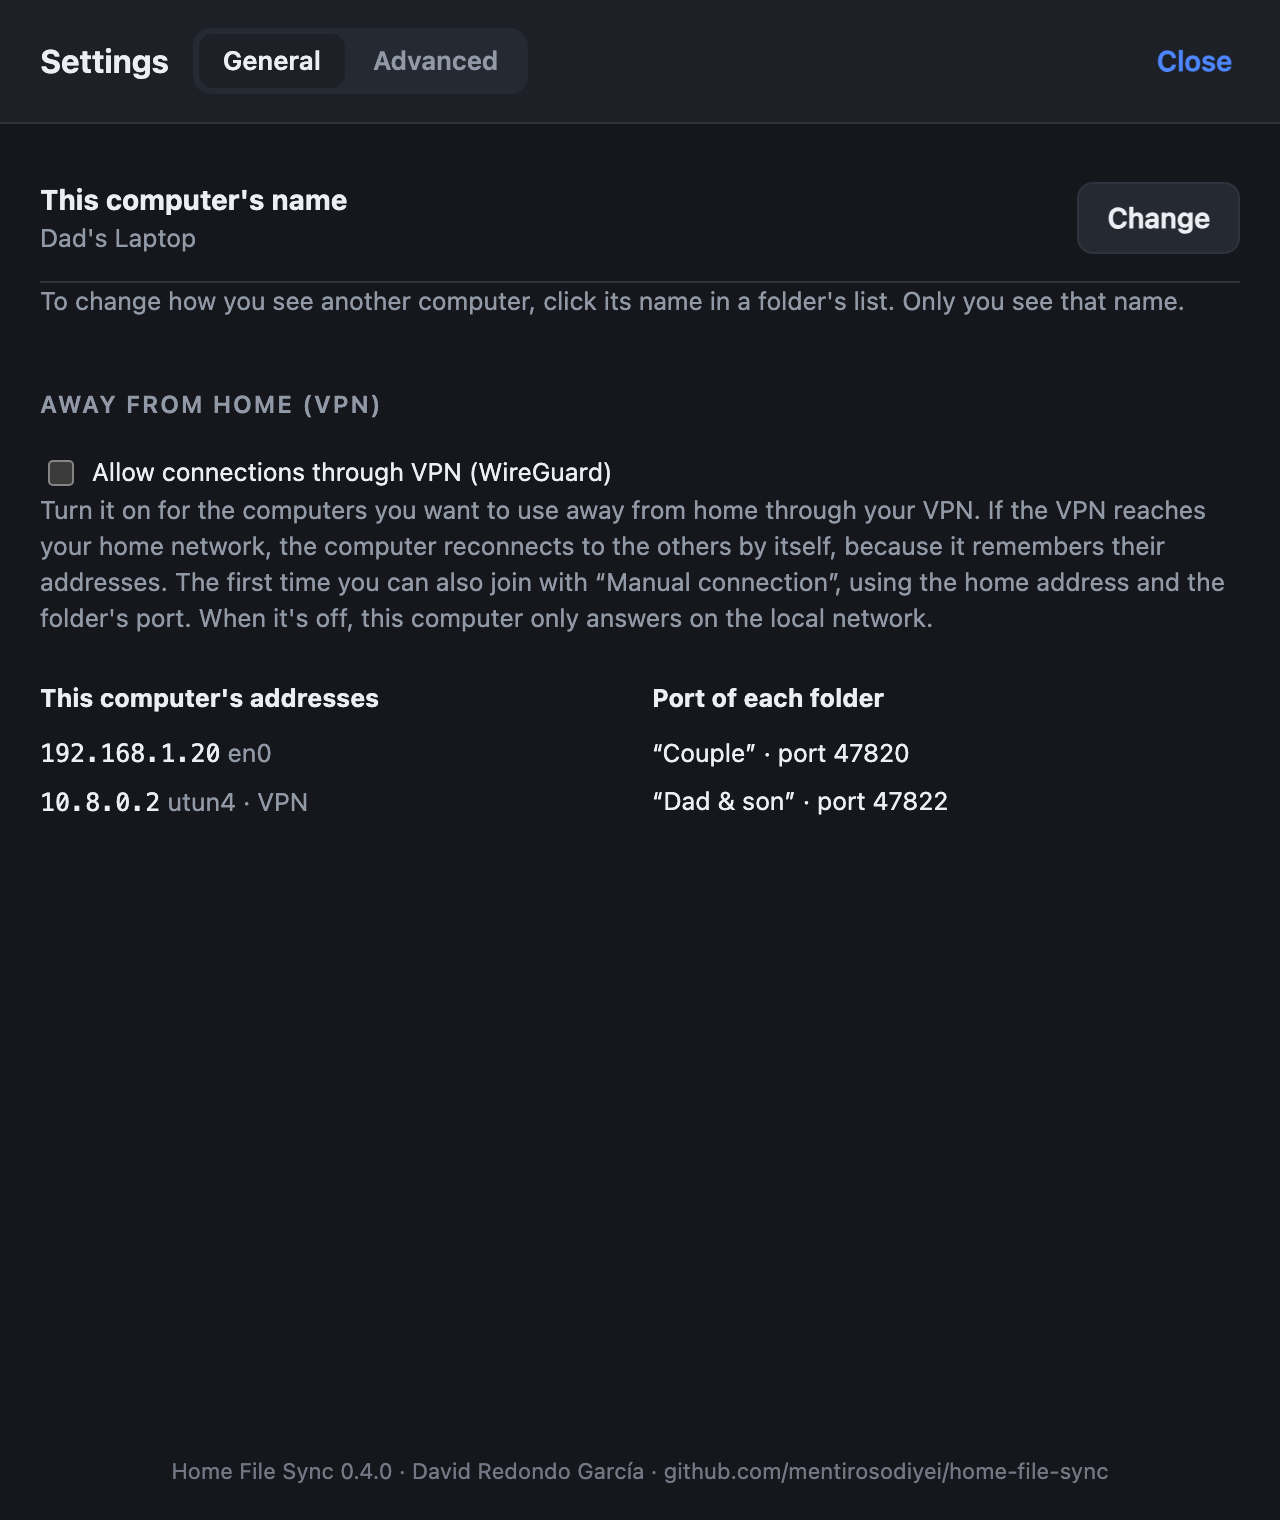 Settings
General
Advanced
Close
This computer's name
Dad's Laptop
Change
To change how you see another computer, click its name in a folder's list. Only you see that name.
AWAY FROM HOME (VPN)
Allow connections through VPN (WireGuard)
Turn it on for the computers you want to use away from home through your VPN. If the VPN reaches
your home network, the computer reconnects to the others by itself, because it remembers their
addresses. The first time you can also join with “Manual connection”, using the home address and the
folder's port. When it's off, this computer only answers on the local network.
This computer's addresses
192.168.1.20 en0
10.8.0.2 utun4 · VPN
Port of each folder
“Couple” · port 47820
“Dad & son” · port 47822
Home File Sync 0.4.0 · David Redondo García · github.com/mentirosodiyei/home-file-sync